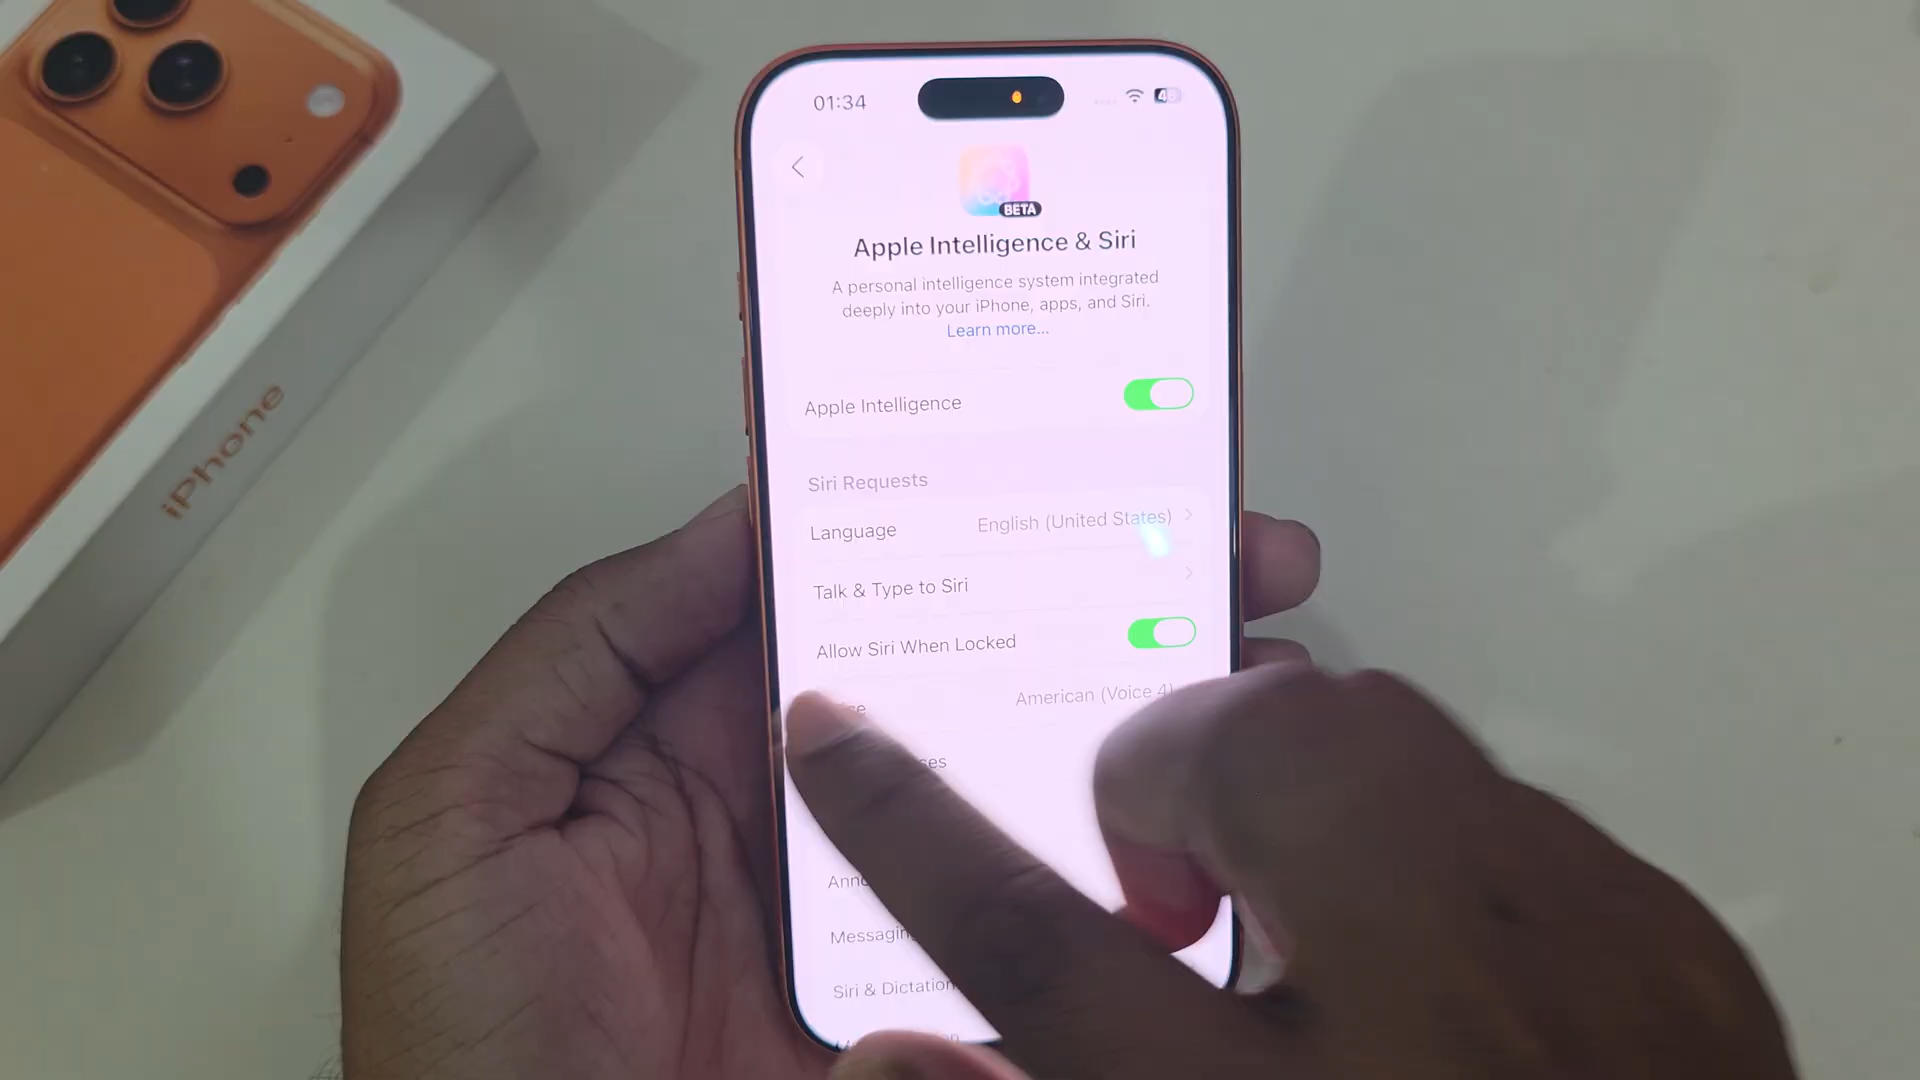 iPhone
01:34
BETA
Apple Intelligence & Siri
A personal intelligence system integrated
deeply into your iPhone, apps, and Siri.
Learn more...
Apple Intelligence
Siri Requests
Language English (United States)
Talk & Type to Siri
Allow Siri When Locked
American (Voice 4)
Siri & Dictation